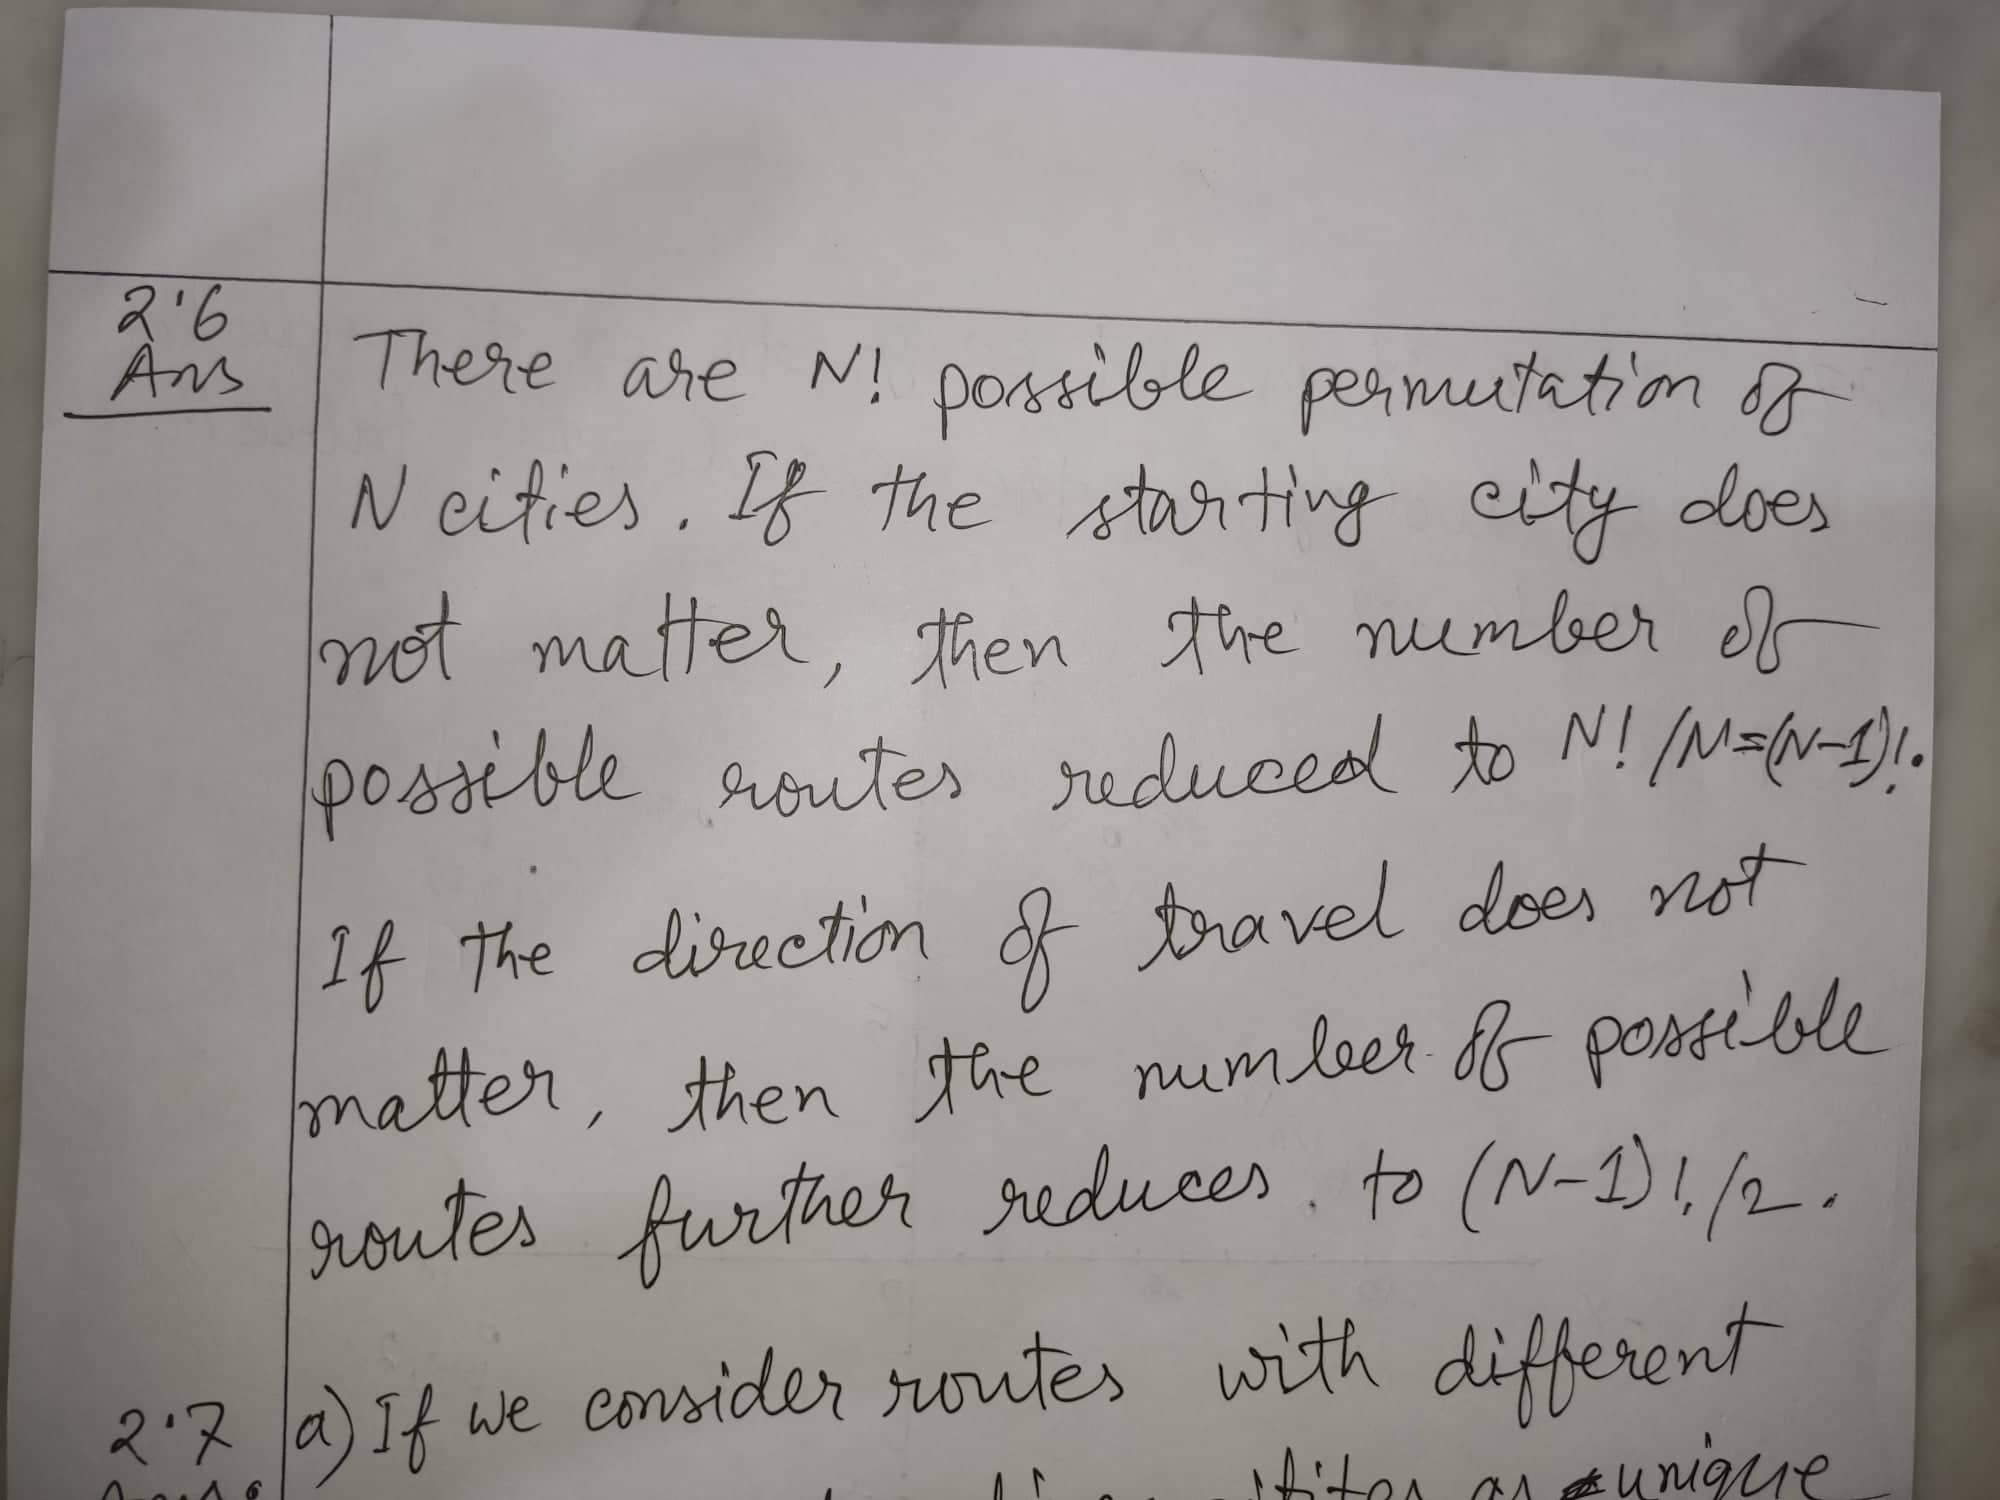 2.6
Ans
There are N! possible permutation of
N cities. If the starting city does
not matter, then the number of
possible routes reduced to N! /N=(N-1)!.
If the direction of travel does not
matter, then the number of possible
routes further reduces. to (N-1)!/2.
2.7 a) If we consider routes with different
as unique